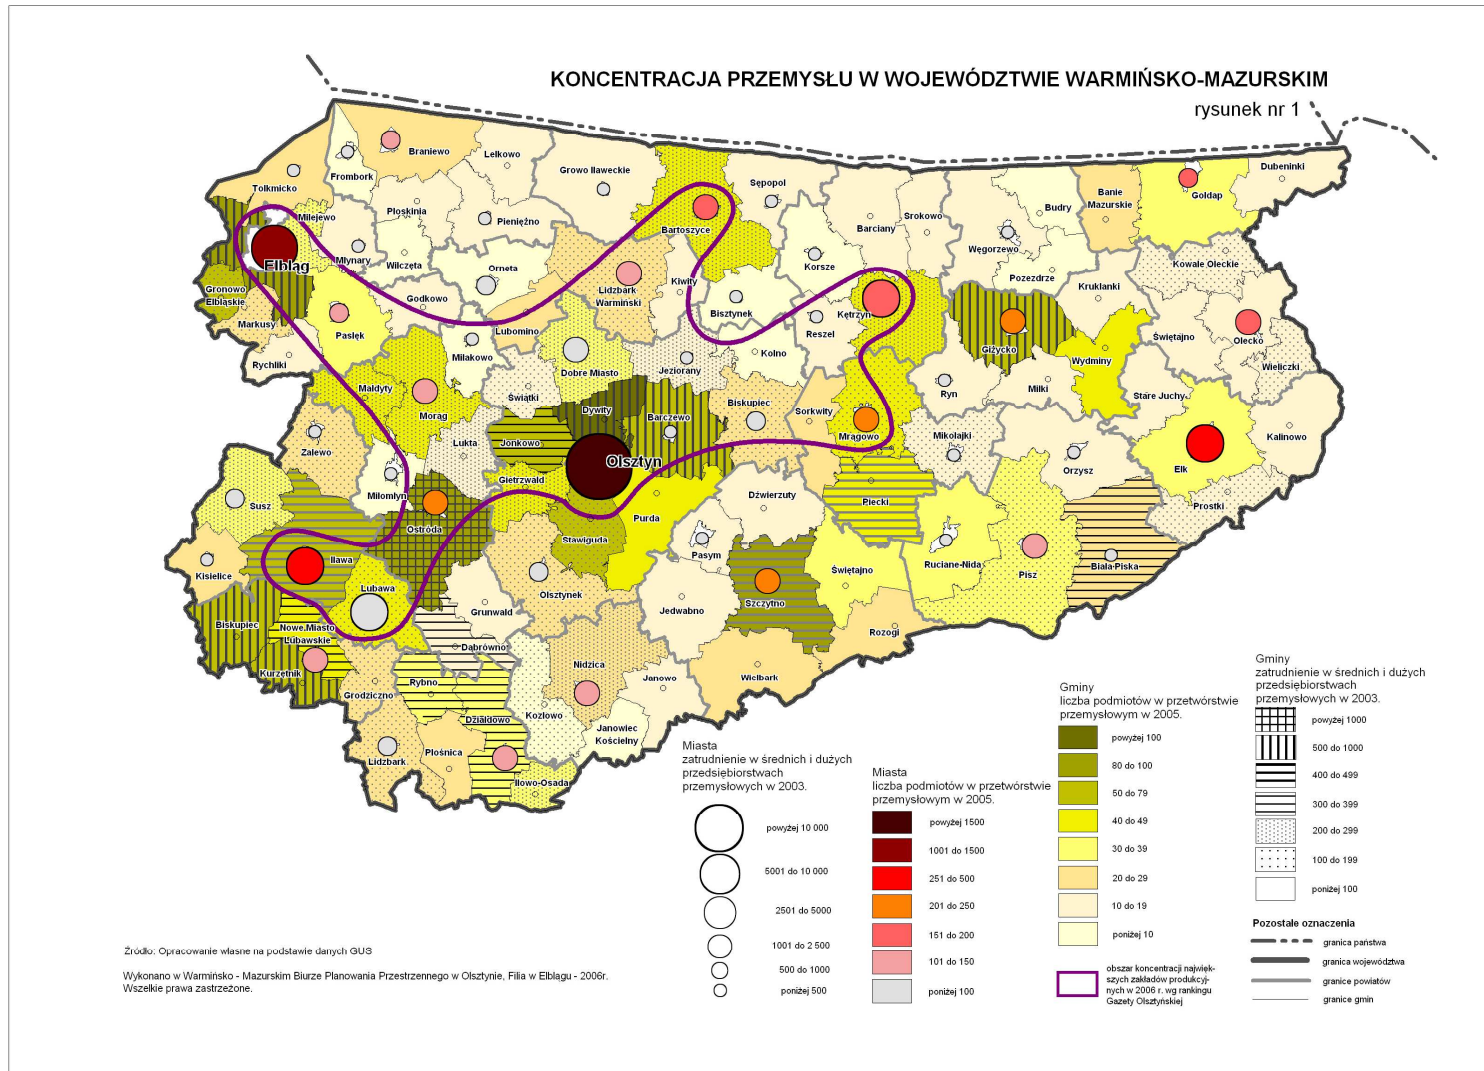 KONCENTRACJA PRZEMYSŁU W WOJEWÓDZTWIE WARMIŃSKO-MAZURSKIM
rysunek nr 1
Braniewo
Lelkowo
Frombork
Tolkmicko
Growo Iławeckie
Sępopol
Dubeninki
Gołdap
Banie
Mazurskie
Budry
Węgorzewo
Srokowo
Barciany
Milejewo
Płoskinia
Pieniężno
Bartoszyce
Młynary
Wilczęta
Orneta
Korsze
Pozezdrze
Kowale Oleckie
Elbląg
Gronowo
Elbląskie
Markusy
Godkowo
Lidzbark
Warmiński
Kiwity
Bisztynek
Kętrzyn
Kruklanki
Pasłęk
Lubomino
Reszel
Giżycko
Świętajno
Olecko
Rychliki
Miłakowo
Dobre Miasto
Jeziorany
Kolno
Wydminy
Wieliczki
Małdyty
Morąg
Świątki
Ryn
Miłki
Stare Juchy
Dywity
Barczewo
Biskupiec
Sorkwity
Mrągowo
Mikołajki
Kalinowo
Zalewo
Łukta
Jonkowo
Olsztyn
Orzysz
Ełk
Miłomłyn
Gietrzwałd
Dźwierzuty
Piecki
Prostki
Susz
Ostróda
Purda
Stawiguda
Pasym
Biała Piska
Iława
Kisielice
Lubawa
Olsztynek
Szczytno
Świętajno
Ruciane-Nida
Pisz
Grunwald
Jedwabno
Biskupiec
Nowe Miasto
Lubawskie
Kurzętnik
Dąbrówno
Rozogi
Nidzica
Grodziczno
Rybno
Janowo
Wielbark
Działdowo
Kozłowo
Janowiec
Kościelny
Lidzbark
Płośnica
Iłowo-Osada
Miasta
zatrudnienie w średnich i dużych
przedsiębiorstwach
przemysłowych w 2003.
powyżej 10 000
5001 do 10 000
2501 do 5000
1001 do 2 500
500 do 1000
poniżej 500
Miasta
liczba podmiotów w przetwórstwie
przemysłowym w 2005.
powyżej 1500
1001 do 1500
251 do 500
201 do 250
151 do 200
101 do 150
poniżej 100
Gminy
liczba podmiotów w przetwórstwie
przemysłowym w 2005.
powyżej 100
80 do 100
50 do 79
40 do 49
30 do 39
20 do 29
10 do 19
poniżej 10
obszar koncentracji najwięk-
szych zakładów produkcyj-
nych w 2006 r. wg rankingu
Gazety Olsztyńskiej
Gminy
zatrudnienie w średnich i dużych
przedsiębiorstwach
przemysłowych w 2003.
powyżej 1000
500 do 1000
400 do 499
300 do 399
200 do 299
100 do 199
poniżej 100
Pozostałe oznaczenia
granica państwa
granica województwa
granice powiatów
granice gmin
Źródło: Opracowanie własne na podstawie danych GUS
Wykonano w Warmińsko - Mazurskim Biurze Planowania Przestrzennego w Olsztynie, Filia w Elblągu - 2006r.
Wszelkie prawa zastrzeżone.